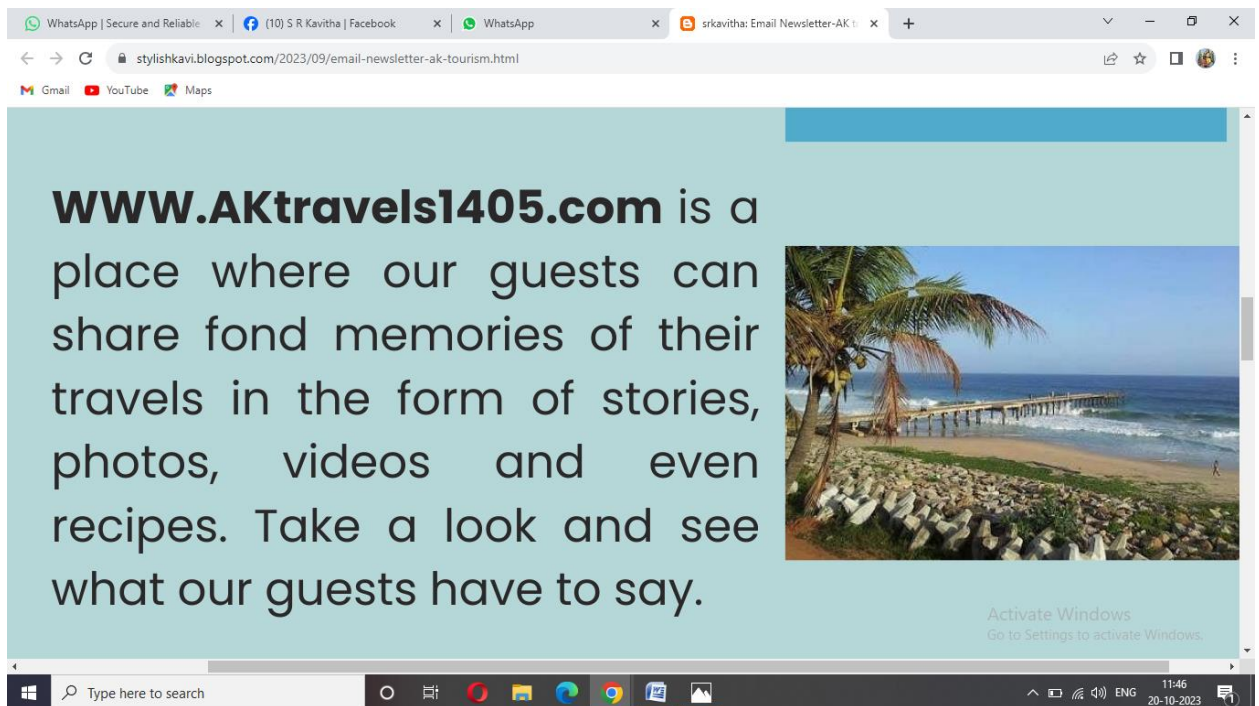 WhatsApp | Secure and Reliable
(10) S R Kavitha | Facebook
WhatsApp
srkavitha: Email Newsletter-AK t
stylishkavi.blogspot.com/2023/09/email-newsletter-ak-tourism.html
Gmail
YouTube
Maps
WWW.AKtravels1405.com is a
place where our guests can
share fond memories of their
travels in the form of stories,
photos, videos and even
recipes. Take a look and see
what our guests have to say.
Activate Windows
Go to Settings to activate Windows.
Type here to search
ENG
11:46
20-10-2023